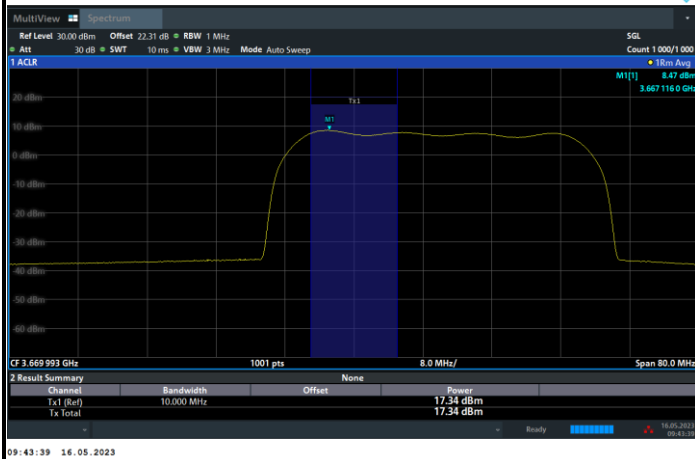 MultiView Spectrum
Ref Level 30.00 dBm Offset 22.31 dB RBW 1 MHz SGL
Att 30 dB SWT 10 ms VBW 3 MHz Mode Auto Sweep Count 1 000/1 000
1 ACLR 1Rm Avg
M1[1] 8.47 dBm
3.667 116 0 GHz
20 dBm
Tx1
10 dBm
M1
0 dBm
-10 dBm
-20 dBm
-30 dBm
-40 dBm
-50 dBm
-60 dBm
CF 3.669 993 GHz 1001 pts 8.0 MHz/ Span 80.0 MHz
2 Result Summary None
Channel Bandwidth Offset Power
Tx1 (Ref) 10.000 MHz 17.34 dBm
Tx Total 17.34 dBm
Ready 16.05.2023
09:43:39
09:43:39 16.05.2023